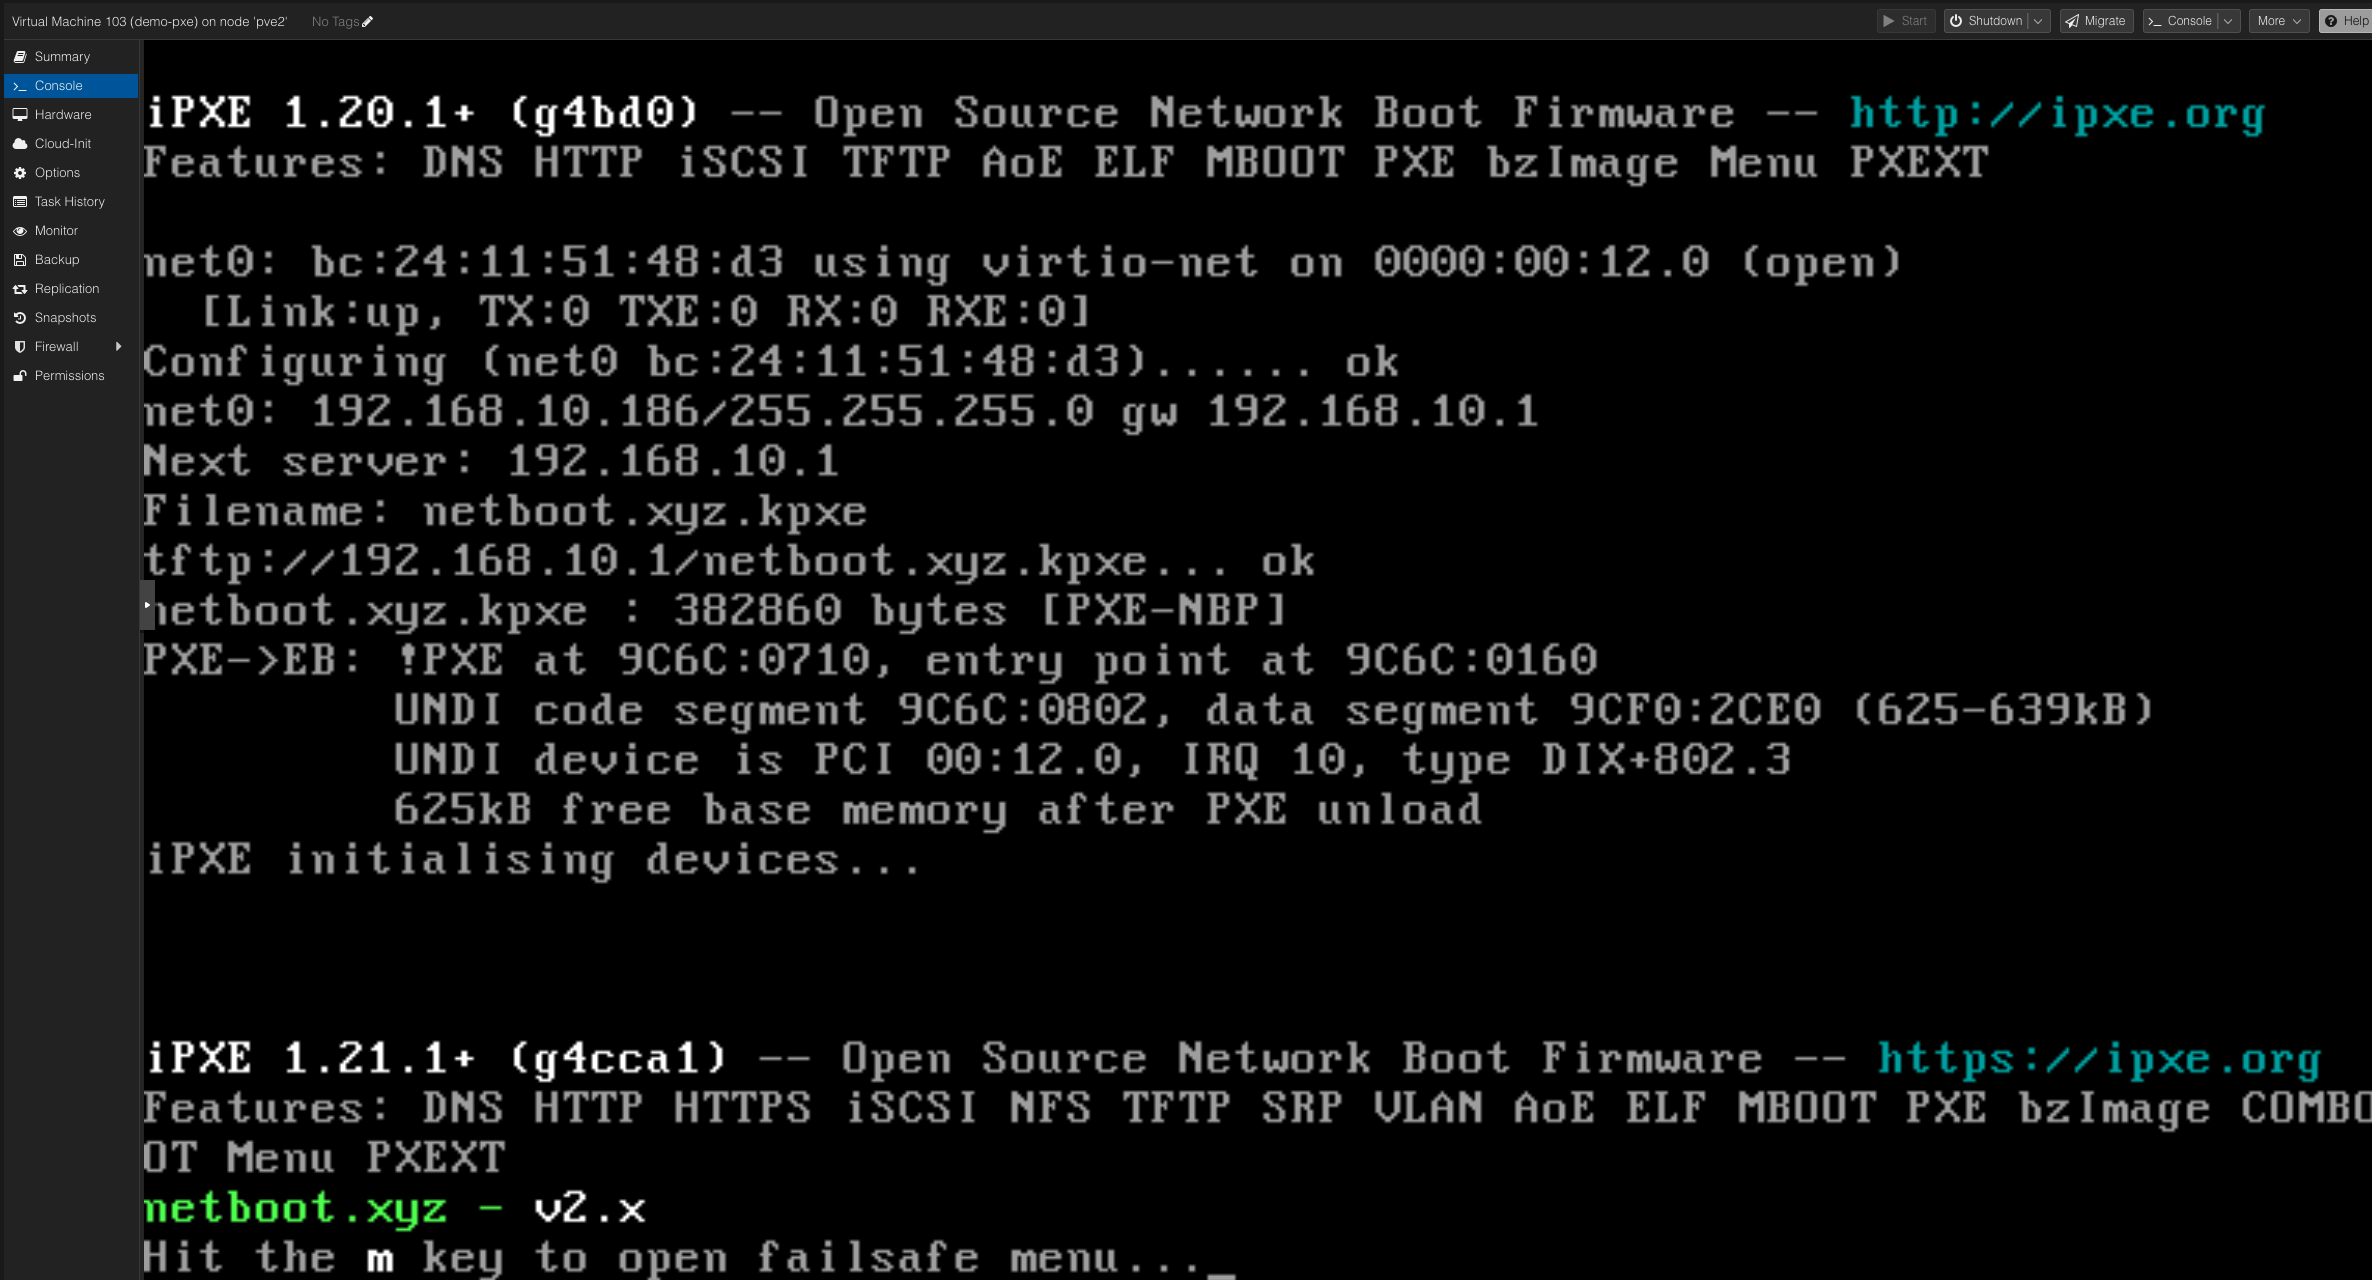 Virtual Machine 103 (demo-pxe) on node 'pve2' No Tags Start Shutdown Migrate Console More Help
Summary
Console
Hardware
Cloud-Init
Options
Task History
Monitor
Backup
Replication
Snapshots
Firewall
Permissions
iPXE 1.20.1+ (g4bd0) -- Open Source Network Boot Firmware -- http://ipxe.org
Features: DNS HTTP iSCSI TFTP AoE ELF MBOOT PXE bzImage Menu PXEXT
net0: bc:24:11:51:48:d3 using virtio-net on 0000:00:12.0 (open)
[Link:up, TX:0 TXE:0 RX:0 RXE:0]
Configuring (net0 bc:24:11:51:48:d3)...... ok
net0: 192.168.10.186/255.255.255.0 gw 192.168.10.1
Next server: 192.168.10.1
Filename: netboot.xyz.kpxe
tftp://192.168.10.1/netboot.xyz.kpxe... ok
netboot.xyz.kpxe : 382860 bytes [PXE-NBP]
PXE->EB: !PXE at 9C6C:0710, entry point at 9C6C:0160
UNDI code segment 9C6C:0802, data segment 9CF0:2CE0 (625-639kB)
UNDI device is PCI 00:12.0, IRQ 10, type DIX+802.3
625kB free base memory after PXE unload
iPXE initialising devices...
iPXE 1.21.1+ (g4cca1) -- Open Source Network Boot Firmware -- https://ipxe.org
Features: DNS HTTP HTTPS iSCSI NFS TFTP SRP VLAN AoE ELF MBOOT PXE bzImage COMBO
OT Menu PXEXT
netboot.xyz - v2.x
Hit the m key to open failsafe menu..._